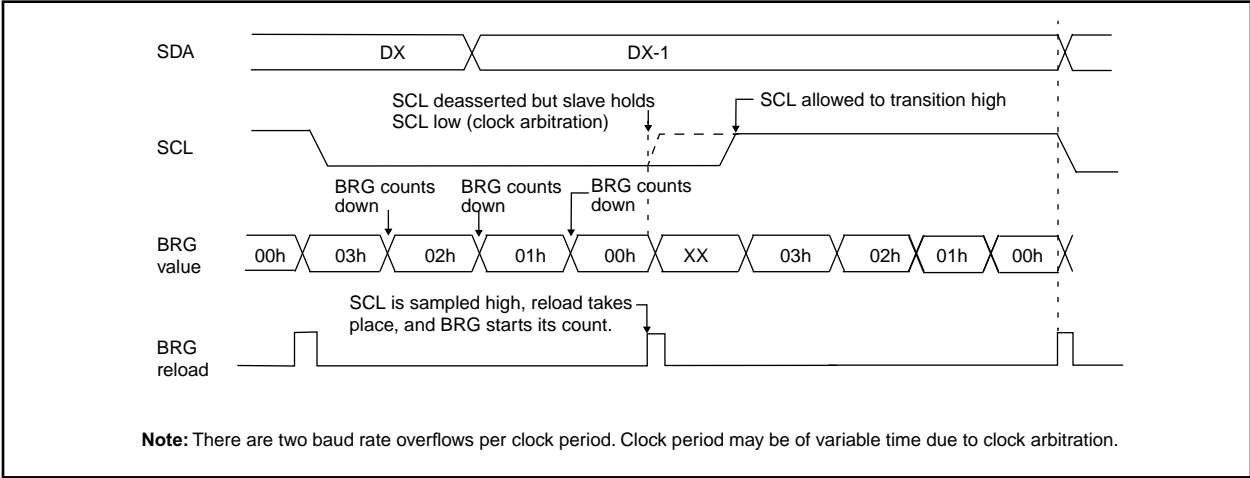 SDA
DX
DX-1
SCL deasserted but slave holds
SCL low (clock arbitration)
SCL allowed to transition high
SCL
BRG counts
down
BRG counts
down
BRG counts
down
BRG
value
00h
03h
02h
01h
00h
XX
03h
02h
01h
00h
SCL is sampled high, reload takes
place, and BRG starts its count.
BRG
reload
Note: There are two baud rate overflows per clock period. Clock period may be of variable time due to clock arbitration.